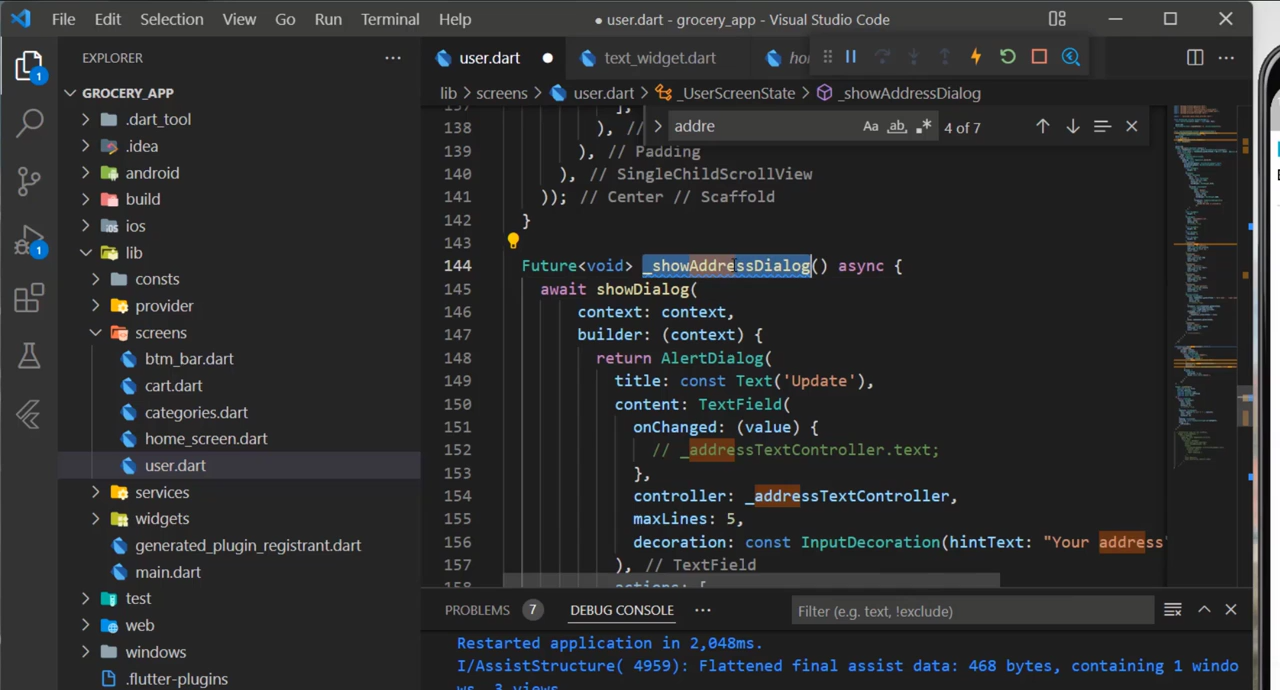 File Edit Selection View Go Run Terminal Help
● user.dart - grocery_app - Visual Studio Code
EXPLORER
user.dart
text_widget.dart
GROCERY_APP
lib > screens > user.dart > _UserScreenState > _showAddressDialog
.dart_tool
.idea
android
build
ios
lib
consts
provider
screens
btm_bar.dart
cart.dart
categories.dart
home_screen.dart
user.dart
services
widgets
generated_plugin_registrant.dart
main.dart
test
web
windows
.flutter-plugins
1
1
addre
Aa ab .*
4 of 7
137 ],
138 ), //
139 ), // Padding
140 ), // SingleChildScrollView
141 )); // Center // Scaffold
142 }
143
144 Future<void> _showAddressDialog() async {
145 await showDialog(
146 context: context,
147 builder: (context) {
148 return AlertDialog(
149 title: const Text('Update'),
150 content: TextField(
151 onChanged: (value) {
152 // _addressTextController.text;
153 },
154 controller: _addressTextController,
155 maxLines: 5,
156 decoration: const InputDecoration(hintText: "Your address"
157 ), // TextField
158 actions: [
PROBLEMS 7 DEBUG CONSOLE
Filter (e.g. text, !exclude)
Restarted application in 2,048ms.
I/AssistStructure( 4959): Flattened final assist data: 468 bytes, containing 1 windo
ws, 3 views